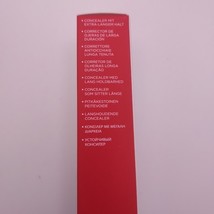 • CONCEALER MIT
EXTRA-LANGEM HALT
• CORRECTOR DE
OJERAS DE LARGA
DURACIÓN
• CORRETTORE
ANTIOCCHIAIE
LUNGA TENUTA
• CORRETOR DE
OLHEIRAS LONGA
DURAÇÃO
• CONCEALER MED
LANG HOLDBARHED
• CONCEALER
SOM SITTER LÄNGE
• PITKÄKESTOINEN
PEITEVOIDE
• LANGHOUDENDE
CONCEALER
• УСТОЙЧИВЫЙ
КОНСИЛЕР